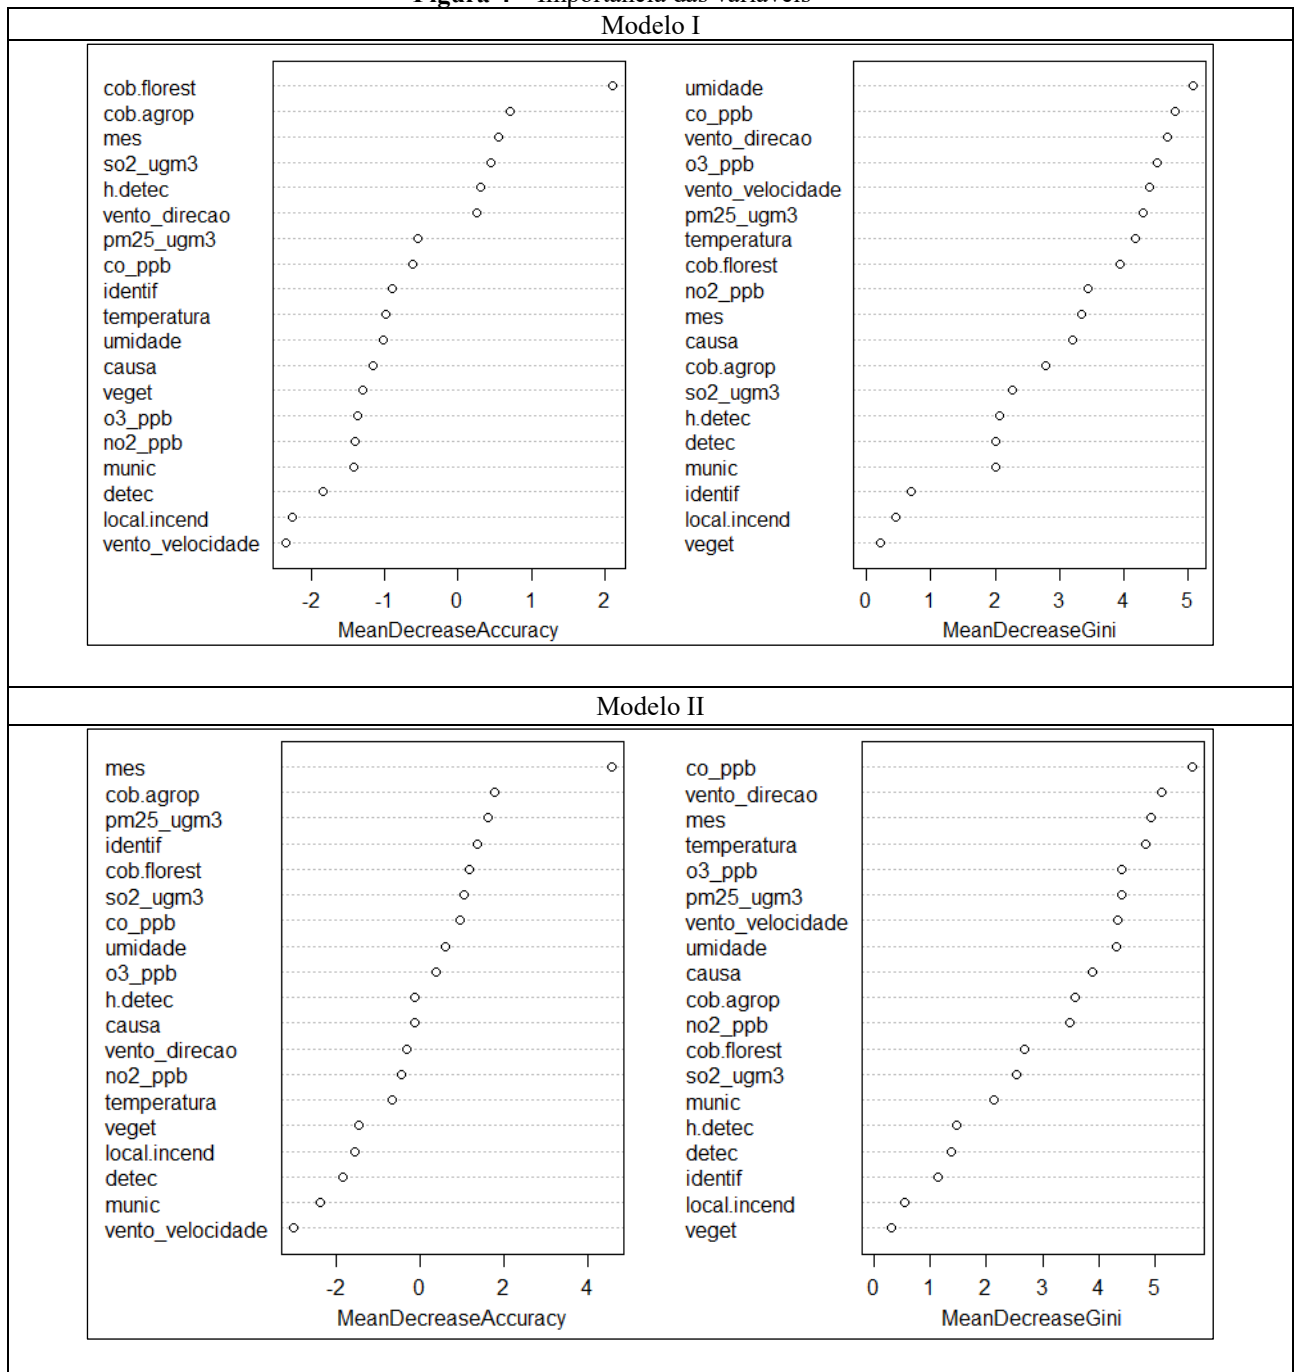 Figura 4 – Importância das variáveis
Modelo I
cob.florest
cob.agrop
mes
so2_ugm3
h.detec
vento_direcao
pm25_ugm3
co_ppb
identif
temperatura
umidade
causa
veget
o3_ppb
no2_ppb
munic
detec
local.incend
vento_velocidade
-2 -1 0 1 2
MeanDecreaseAccuracy
umidade
co_ppb
vento_direcao
o3_ppb
vento_velocidade
pm25_ugm3
temperatura
cob.florest
no2_ppb
mes
causa
cob.agrop
so2_ugm3
h.detec
detec
munic
identif
local.incend
veget
0 1 2 3 4 5
MeanDecreaseGini
Modelo II
mes
cob.agrop
pm25_ugm3
identif
cob.florest
so2_ugm3
co_ppb
umidade
o3_ppb
h.detec
causa
vento_direcao
no2_ppb
temperatura
veget
local.incend
detec
munic
vento_velocidade
-2 0 2 4
MeanDecreaseAccuracy
co_ppb
vento_direcao
mes
temperatura
o3_ppb
pm25_ugm3
vento_velocidade
umidade
causa
cob.agrop
no2_ppb
cob.florest
so2_ugm3
munic
h.detec
detec
identif
local.incend
veget
0 1 2 3 4 5
MeanDecreaseGini